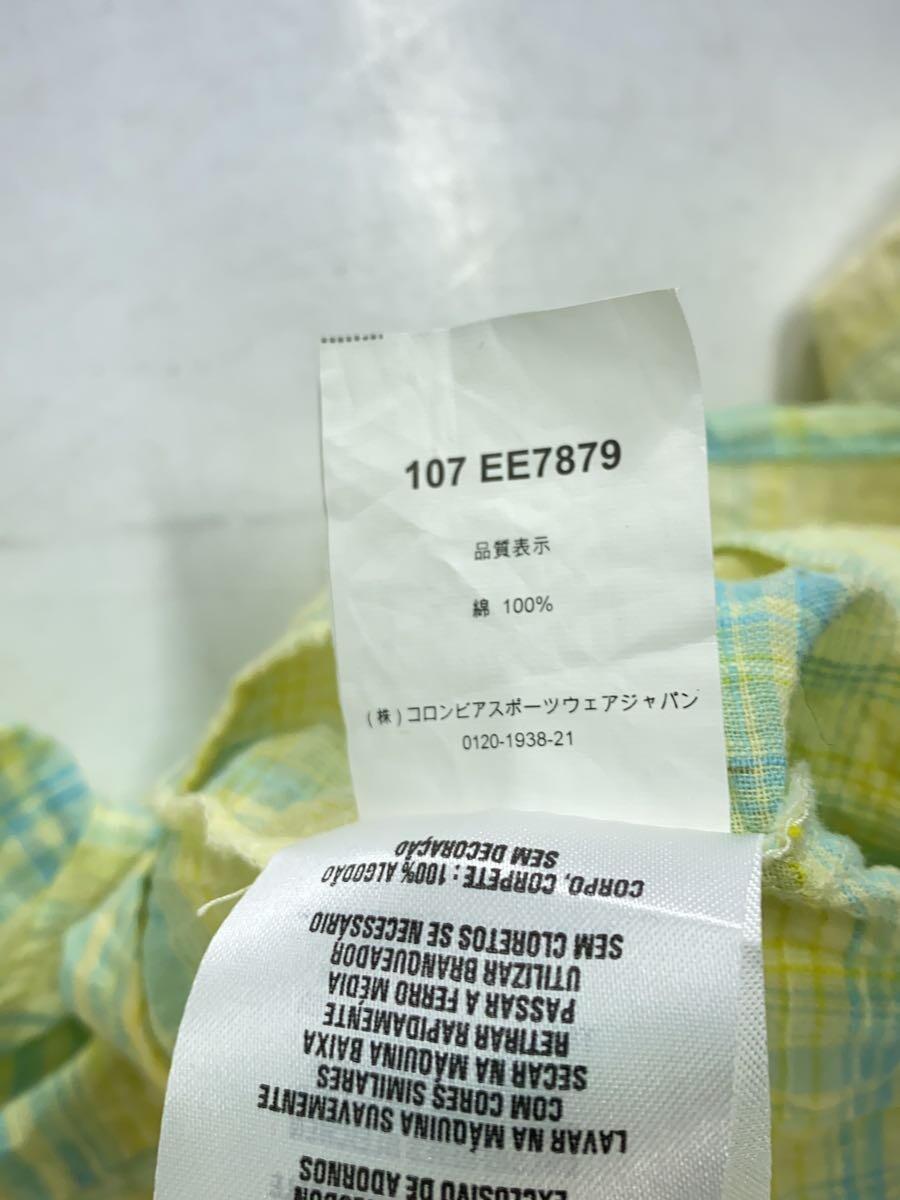 107 EE7879
品質表示
綿 100%
(株)コロンビアスポーツウェアジャパン
0120-1938-21
EXCLUSIVO DE ADORNOS
LAVAR NA MÁQUINA SUAVEMENTE
COM CORES SIMILARES
SECAR NA MÁQUINA BAIXA
RETIRAR RAPIDAMENTE
PASSAR A FERRO MÉDIA
UTILIZAR BRANQUEADOR
SEM CLORETOS SE NECESSÁRIO
CORPO, CORPETE: 100% ALGODÃO
SEM DECORAÇÃO